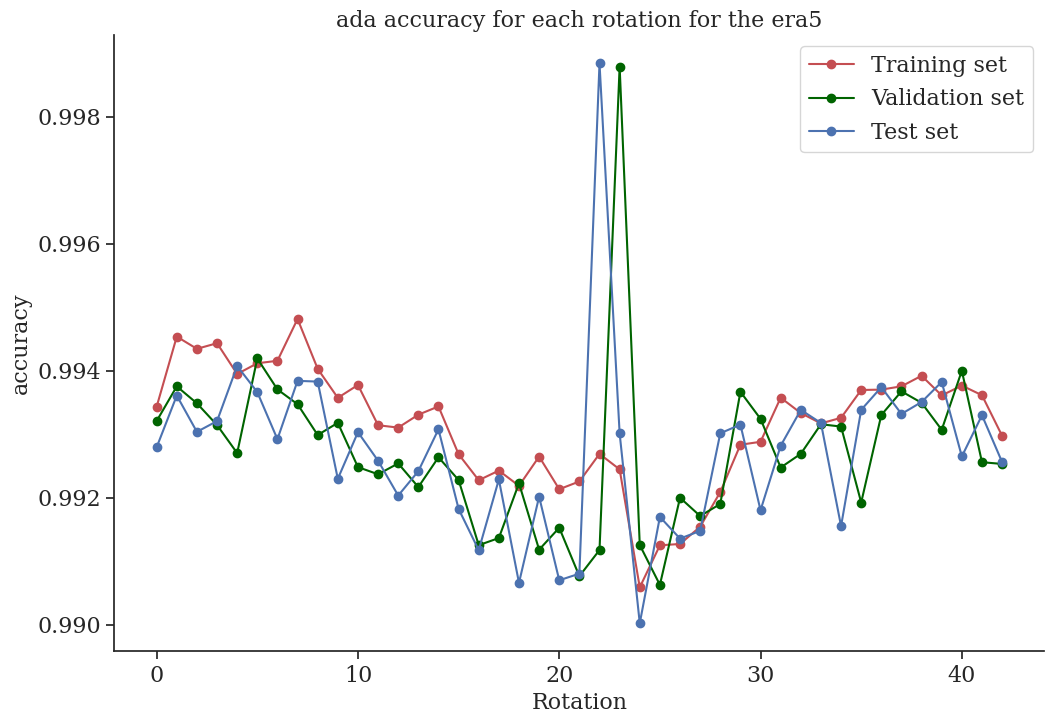 ada accuracy for each rotation for the era5
Training set
Validation set
Test set
0.998
0.996
0.994
0.992
0.990
accuracy
0 10 20 30 40
Rotation